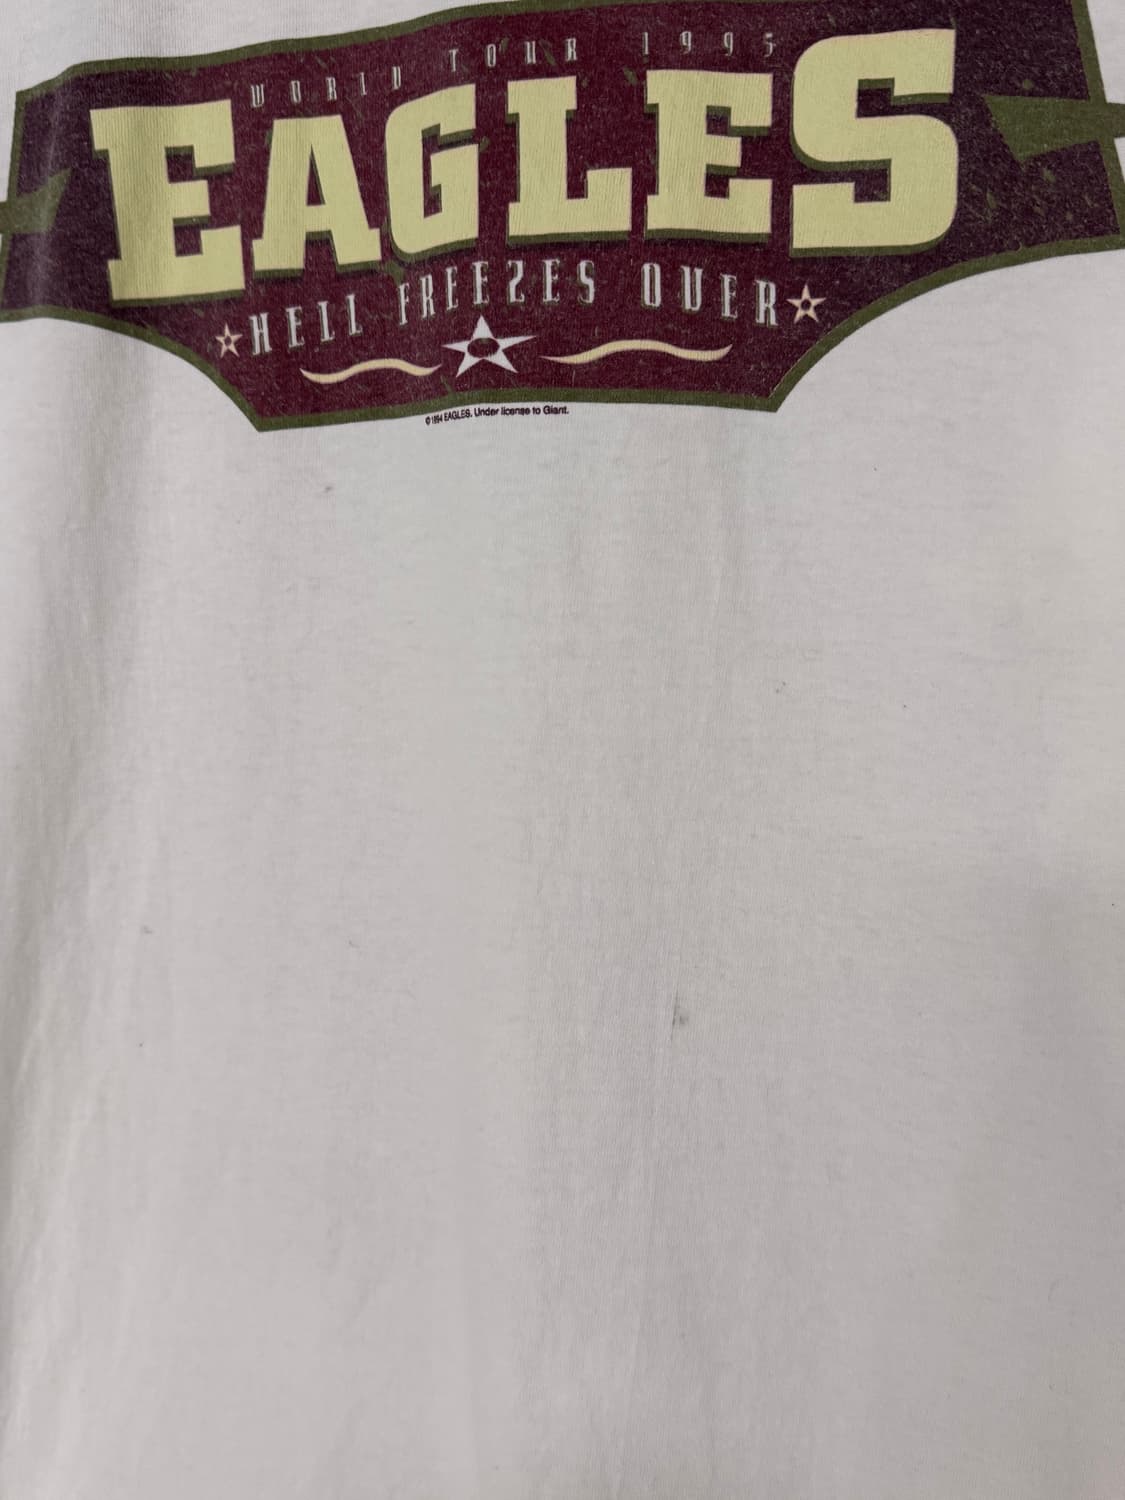 WORLD TOUR 1995
EAGLES
HELL FREEZES OVER
©1994 EAGLES. Under license to Giant.